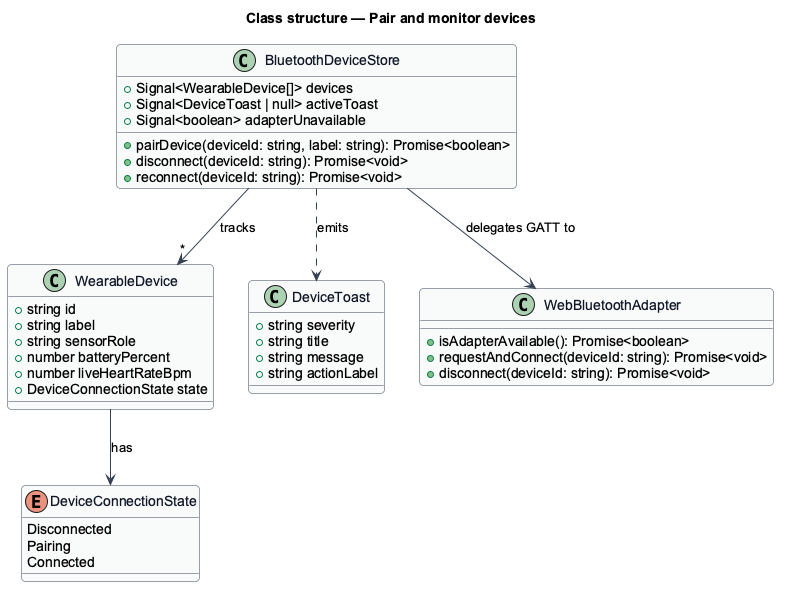 Class structure — Pair and monitor devices
C BluetoothDeviceStore
Signal<WearableDevice[]> devices
Signal<DeviceToast | null> activeToast
Signal<boolean> adapterUnavailable
pairDevice(deviceId: string, label: string): Promise<boolean>
disconnect(deviceId: string): Promise<void>
reconnect(deviceId: string): Promise<void>
tracks
emits
delegates GATT to
*
C WearableDevice
string id
string label
string sensorRole
number batteryPercent
number liveHeartRateBpm
DeviceConnectionState state
C DeviceToast
string severity
string title
string message
string actionLabel
C WebBluetoothAdapter
isAdapterAvailable(): Promise<boolean>
requestAndConnect(deviceId: string): Promise<void>
disconnect(deviceId: string): Promise<void>
has
E DeviceConnectionState
Disconnected
Pairing
Connected